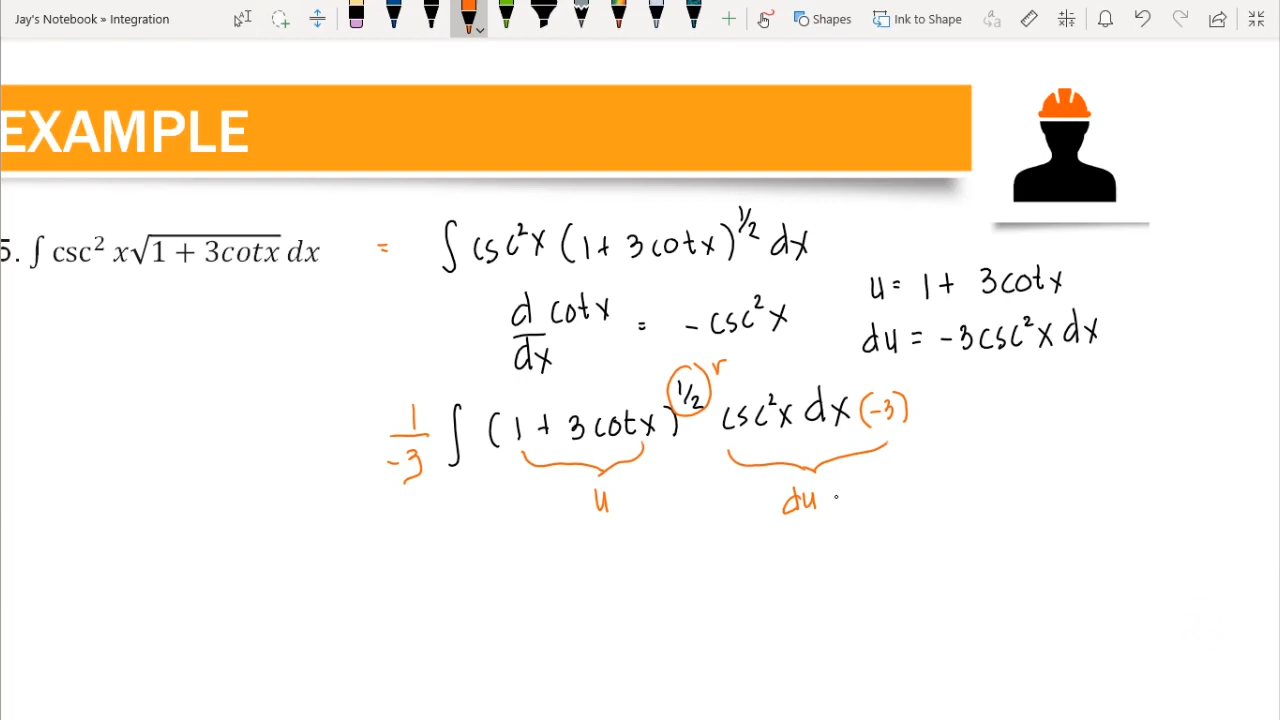 Jay's Notebook » Integration
Shapes
Ink to Shape
EXAMPLE
5. ∫ csc² x√1 + 3cotx dx = ∫ csc²x (1 + 3cotx)^1/2 dx
u = 1 + 3cotx
d/dx cotx = -csc²x
du = -3csc²x dx
1/-3 ∫ (1 + 3cotx)^1/2 csc²x dx (-3)
r
u
du